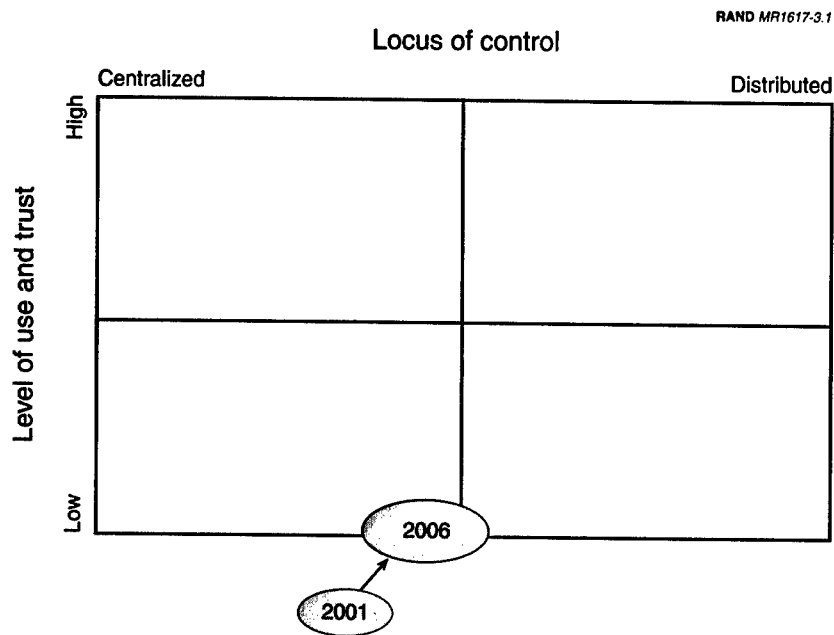 RAND MR1617-3.1
Locus of control
Centralized Distributed
High
Level of use and trust
Low
2006
2001